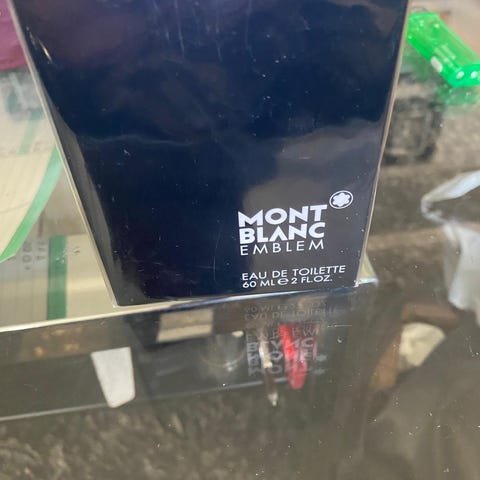 MONT
BLANC
EMBLEM
EAU DE TOILETTE
60 ML e 2 FL.OZ.